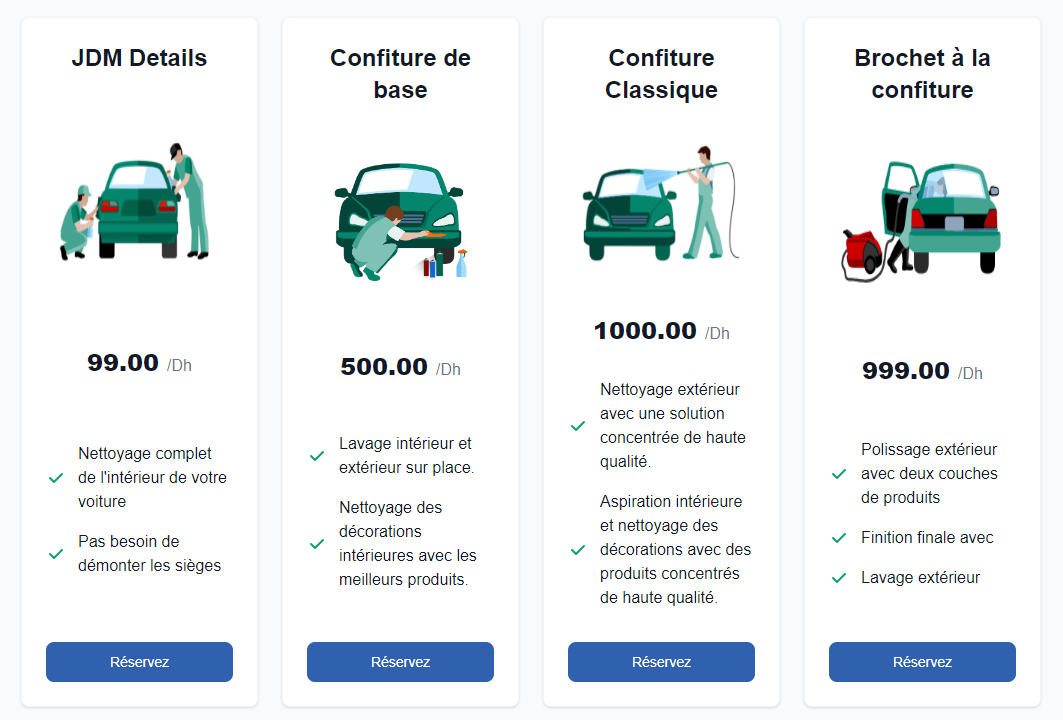 JDM Details
99.00 /Dh
Nettoyage complet
de l'intérieur de votre
voiture
Pas besoin de
démonter les sièges
Réservez
Confiture de
base
500.00 /Dh
Lavage intérieur et
extérieur sur place.
Nettoyage des
décorations
intérieures avec les
meilleurs produits.
Réservez
Confiture
Classique
1000.00 /Dh
Nettoyage extérieur
avec une solution
concentrée de haute
qualité.
Aspiration intérieure
et nettoyage des
décorations avec des
produits concentrés
de haute qualité.
Réservez
Brochet à la
confiture
999.00 /Dh
Polissage extérieur
avec deux couches
de produits
Finition finale avec
Lavage extérieur
Réservez